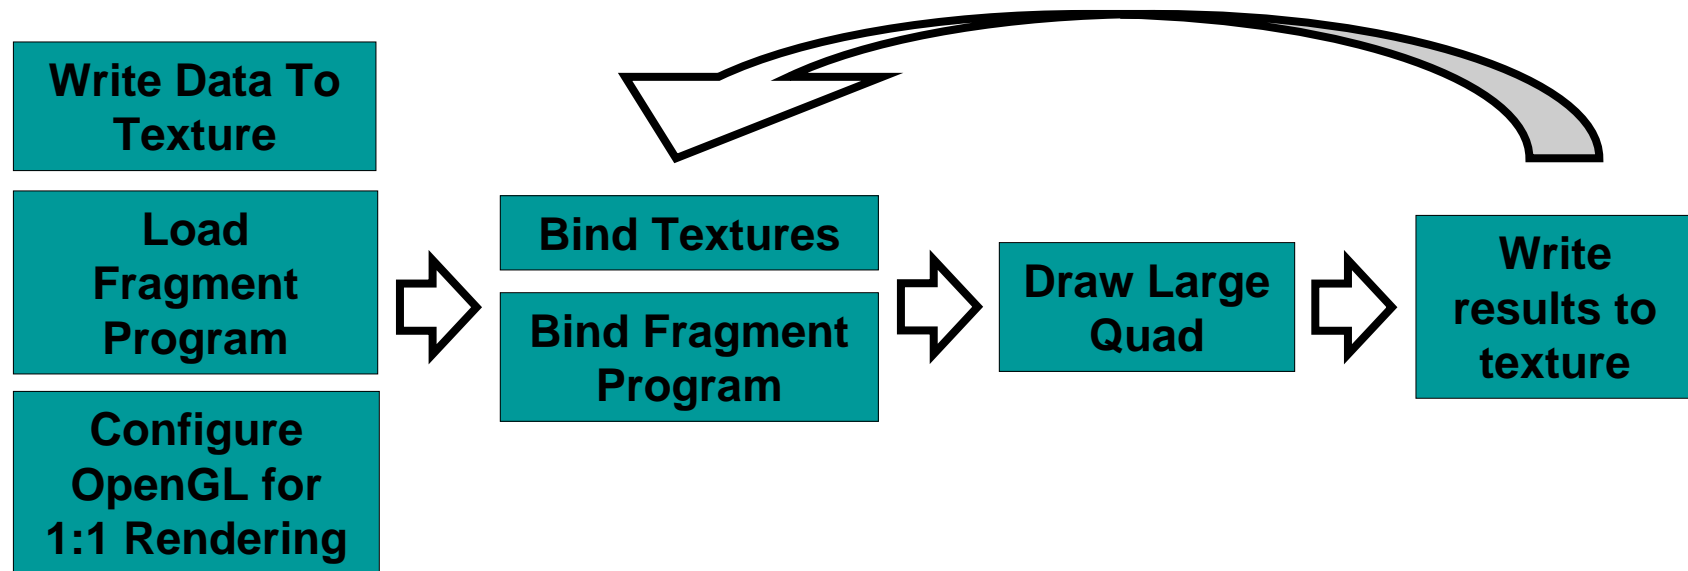 Write Data To
Texture
Load
Fragment
Program
Configure
OpenGL for
1:1 Rendering
Bind Textures
Bind Fragment
Program
Draw Large
Quad
Write
results to
texture